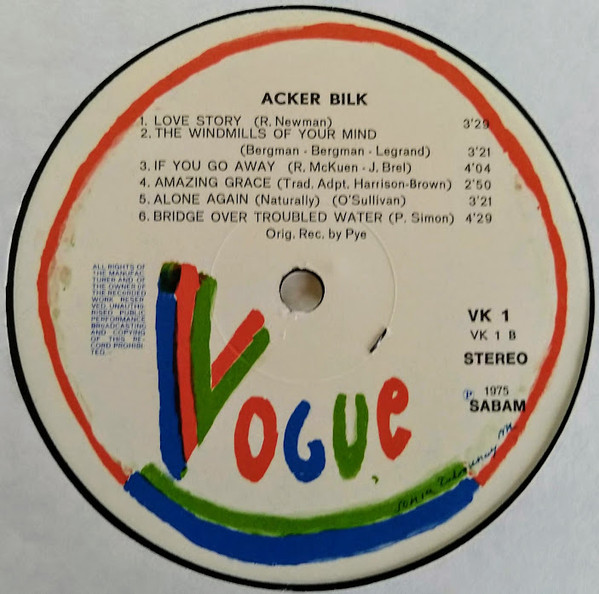 ACKER BILK
1. LOVE STORY (R. Newman) 3'29
2. THE WINDMILLS OF YOUR MIND
(Bergman - Bergman - Legrand) 3'21
3. IF YOU GO AWAY (R. McKuen - J. Brel) 4'04
4. AMAZING GRACE (Trad. Adpt. Harrison-Brown) 2'50
5. ALONE AGAIN (Naturally) (O'Sullivan) 3'21
6. BRIDGE OVER TROUBLED WATER (P. Simon) 4'29
Orig. Rec. by Pye
ALL RIGHTS OF
THE MANUFAC
TURER AND OF
THE OWNER OF
THE RECORDED
WORK RESER
VED UNAUTHO
RISED PUBLIC
PERFORMANCE
BROADCASTING
AND COPYING
OF THIS RE-
CORD PROHIBI
TED -
VK 1
VK 1 B
STEREO
℗ 1975
SABAM
VOGUE
Sonia Delaunay